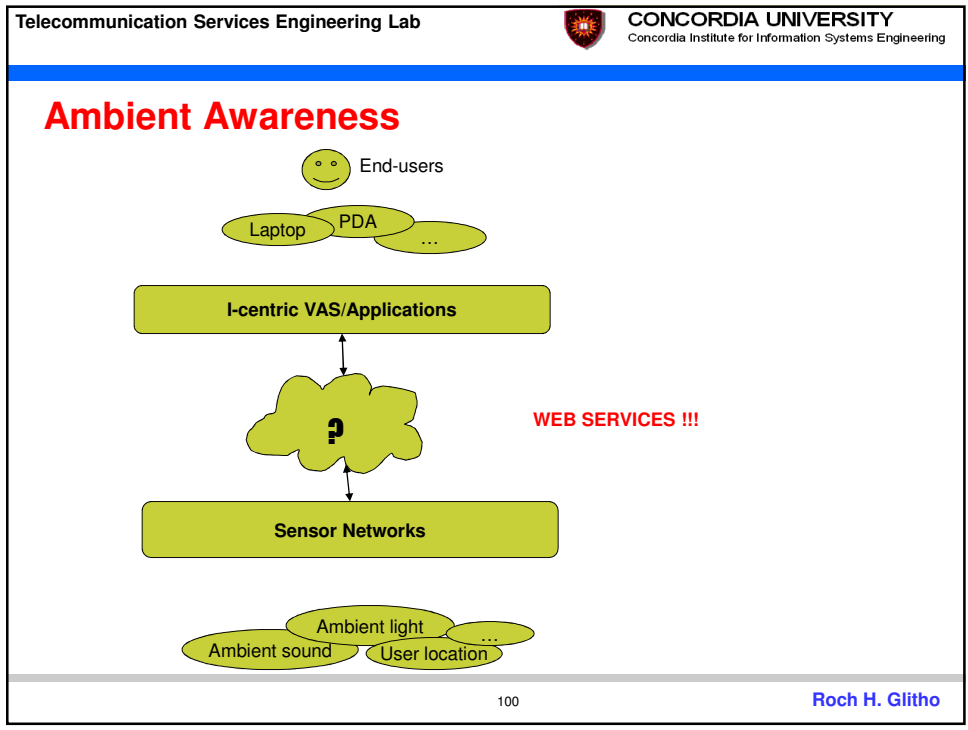 Telecommunication Services Engineering Lab
CONCORDIA UNIVERSITY
Concordia Institute for Information Systems Engineering
Ambient Awareness
End-users
PDA
Laptop
…
I-centric VAS/Applications
?
WEB SERVICES !!!
Sensor Networks
Ambient light
…
Ambient sound
User location
100
Roch H. Glitho